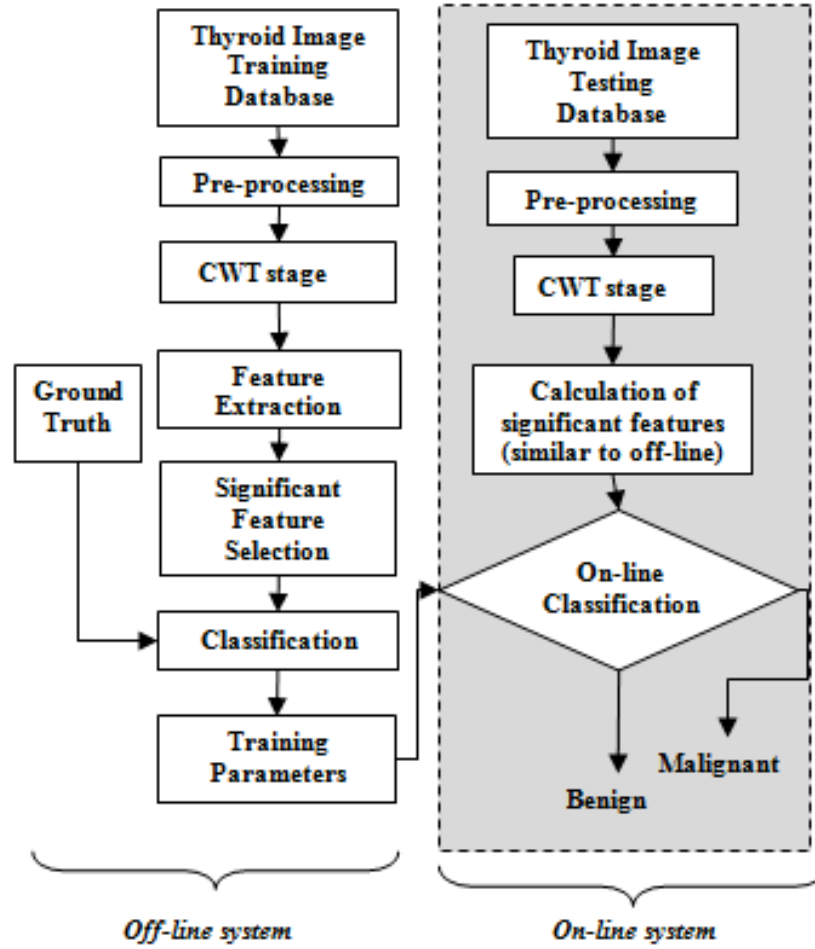 Thyroid Image
Training
Database
Pre-processing
CWT stage
Feature
Extraction
Ground
Truth
Significant
Feature
Selection
Classification
Training
Parameters
Off-line system
Thyroid Image
Testing
Database
Pre-processing
CWT stage
Calculation of
significant features
(similar to off-line)
On-line
Classification
Malignant
Benign
On-line system